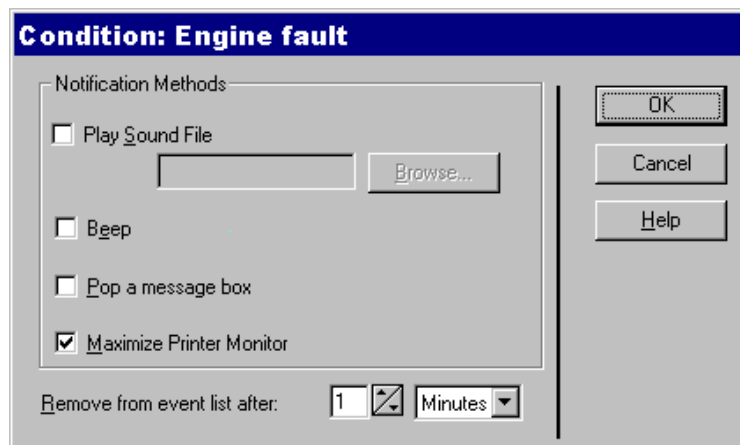 Condition: Engine fault
Notification Methods
Play Sound File
Browse...
Beep
Pop a message box
Maximize Printer Monitor
Remove from event list after: 1 Minutes
OK
Cancel
Help